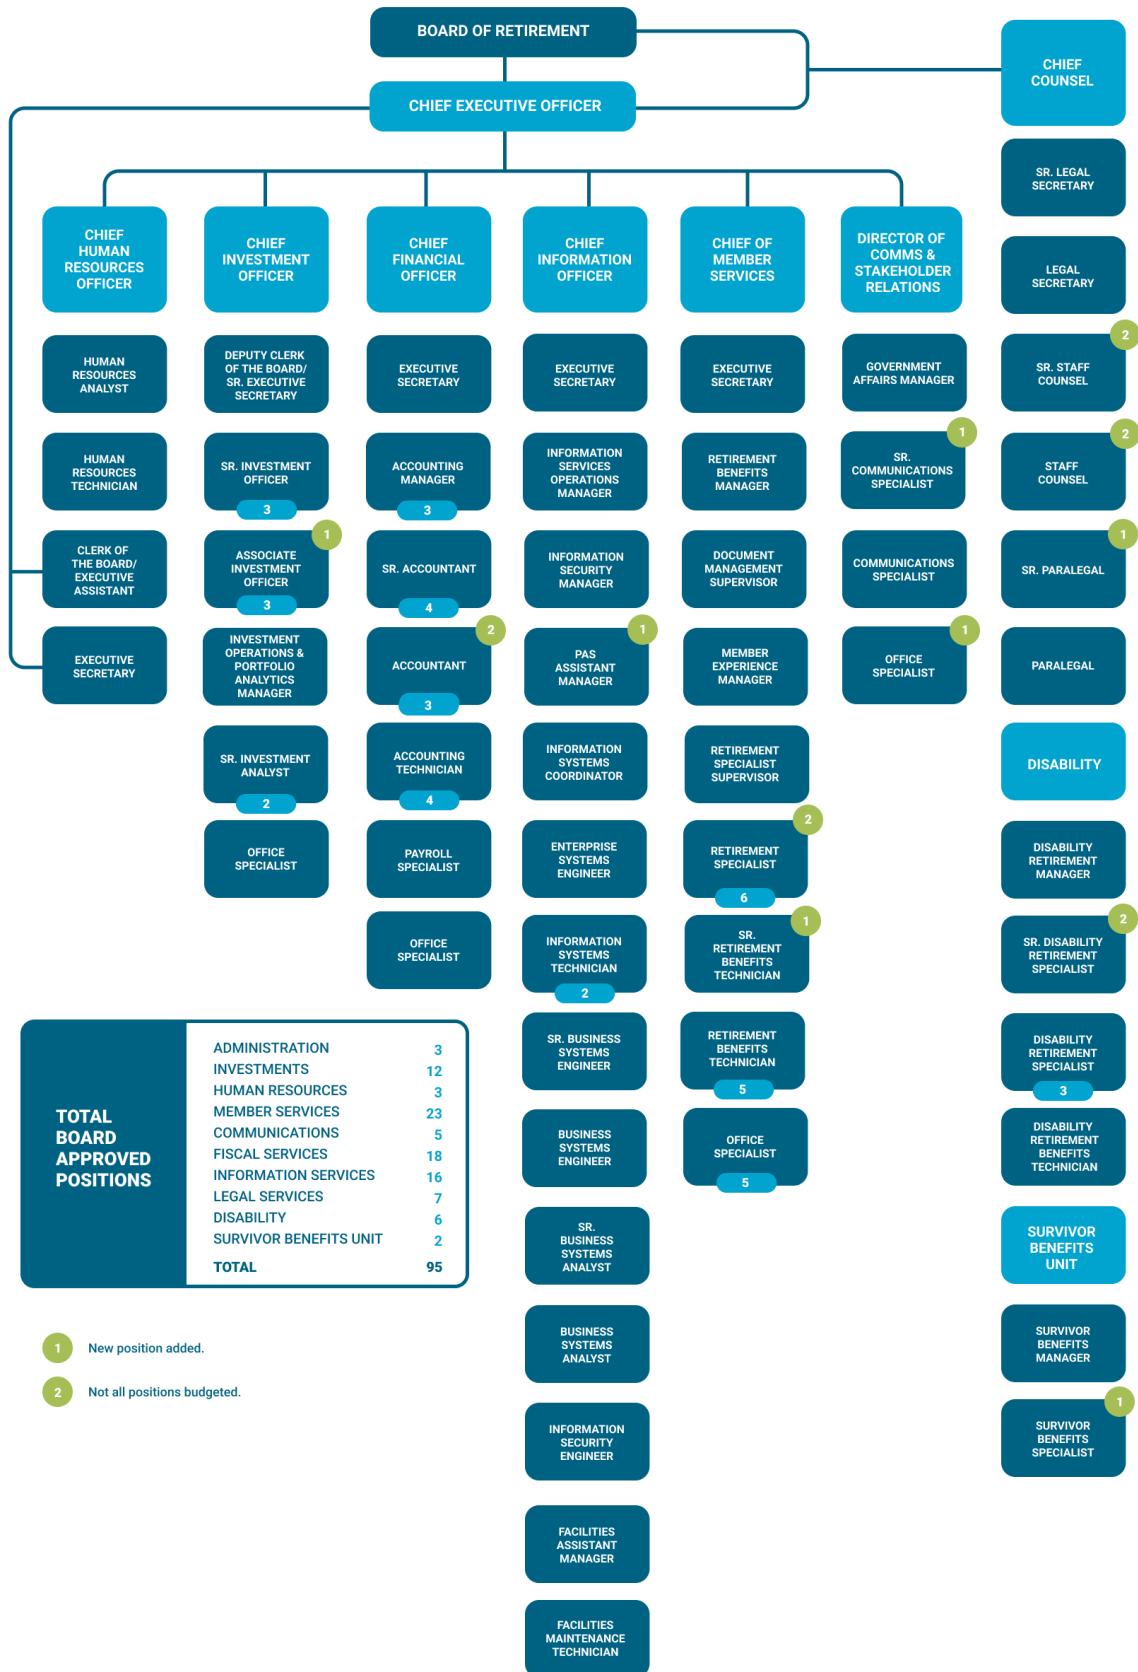 BOARD OF RETIREMENT
CHIEF EXECUTIVE OFFICER
CHIEF
COUNSEL
SR. LEGAL
SECRETARY
LEGAL
SECRETARY
2
SR. STAFF
COUNSEL
2
STAFF
COUNSEL
1
SR. PARALEGAL
PARALEGAL
DISABILITY
DISABILITY
RETIREMENT
MANAGER
2
SR. DISABILITY
RETIREMENT
SPECIALIST
DISABILITY
RETIREMENT
SPECIALIST
3
DISABILITY
RETIREMENT
BENEFITS
TECHNICIAN
SURVIVOR
BENEFITS
UNIT
SURVIVOR
BENEFITS
MANAGER
1
SURVIVOR
BENEFITS
SPECIALIST
CHIEF
HUMAN
RESOURCES
OFFICER
HUMAN
RESOURCES
ANALYST
HUMAN
RESOURCES
TECHNICIAN
CLERK OF
THE BOARD/
EXECUTIVE
ASSISTANT
EXECUTIVE
SECRETARY
CHIEF
INVESTMENT
OFFICER
DEPUTY CLERK
OF THE BOARD/
SR. EXECUTIVE
SECRETARY
SR. INVESTMENT
OFFICER
3
1
ASSOCIATE
INVESTMENT
OFFICER
3
INVESTMENT
OPERATIONS &
PORTFOLIO
ANALYTICS
MANAGER
SR. INVESTMENT
ANALYST
2
OFFICE
SPECIALIST
CHIEF
FINANCIAL
OFFICER
EXECUTIVE
SECRETARY
ACCOUNTING
MANAGER
3
SR. ACCOUNTANT
4
2
ACCOUNTANT
3
ACCOUNTING
TECHNICIAN
4
PAYROLL
SPECIALIST
OFFICE
SPECIALIST
CHIEF
INFORMATION
OFFICER
EXECUTIVE
SECRETARY
INFORMATION
SERVICES
OPERATIONS
MANAGER
INFORMATION
SECURITY
MANAGER
1
PAS
ASSISTANT
MANAGER
INFORMATION
SYSTEMS
COORDINATOR
ENTERPRISE
SYSTEMS
ENGINEER
INFORMATION
SYSTEMS
TECHNICIAN
2
SR. BUSINESS
SYSTEMS
ENGINEER
BUSINESS
SYSTEMS
ENGINEER
SR.
BUSINESS
SYSTEMS
ANALYST
BUSINESS
SYSTEMS
ANALYST
INFORMATION
SECURITY
ENGINEER
FACILITIES
ASSISTANT
MANAGER
FACILITIES
MAINTENANCE
TECHNICIAN
CHIEF OF
MEMBER
SERVICES
EXECUTIVE
SECRETARY
RETIREMENT
BENEFITS
MANAGER
DOCUMENT
MANAGEMENT
SUPERVISOR
MEMBER
EXPERIENCE
MANAGER
RETIREMENT
SPECIALIST
SUPERVISOR
2
RETIREMENT
SPECIALIST
6
1
SR.
RETIREMENT
BENEFITS
TECHNICIAN
RETIREMENT
BENEFITS
TECHNICIAN
5
OFFICE
SPECIALIST
5
DIRECTOR OF
COMMS &
STAKEHOLDER
RELATIONS
GOVERNMENT
AFFAIRS MANAGER
1
SR.
COMMUNICATIONS
SPECIALIST
COMMUNICATIONS
SPECIALIST
1
OFFICE
SPECIALIST
TOTAL
BOARD
APPROVED
POSITIONS
ADMINISTRATION 3
INVESTMENTS 12
HUMAN RESOURCES 3
MEMBER SERVICES 23
COMMUNICATIONS 5
FISCAL SERVICES 18
INFORMATION SERVICES 16
LEGAL SERVICES 7
DISABILITY 6
SURVIVOR BENEFITS UNIT 2
TOTAL 95
1 New position added.
2 Not all positions budgeted.